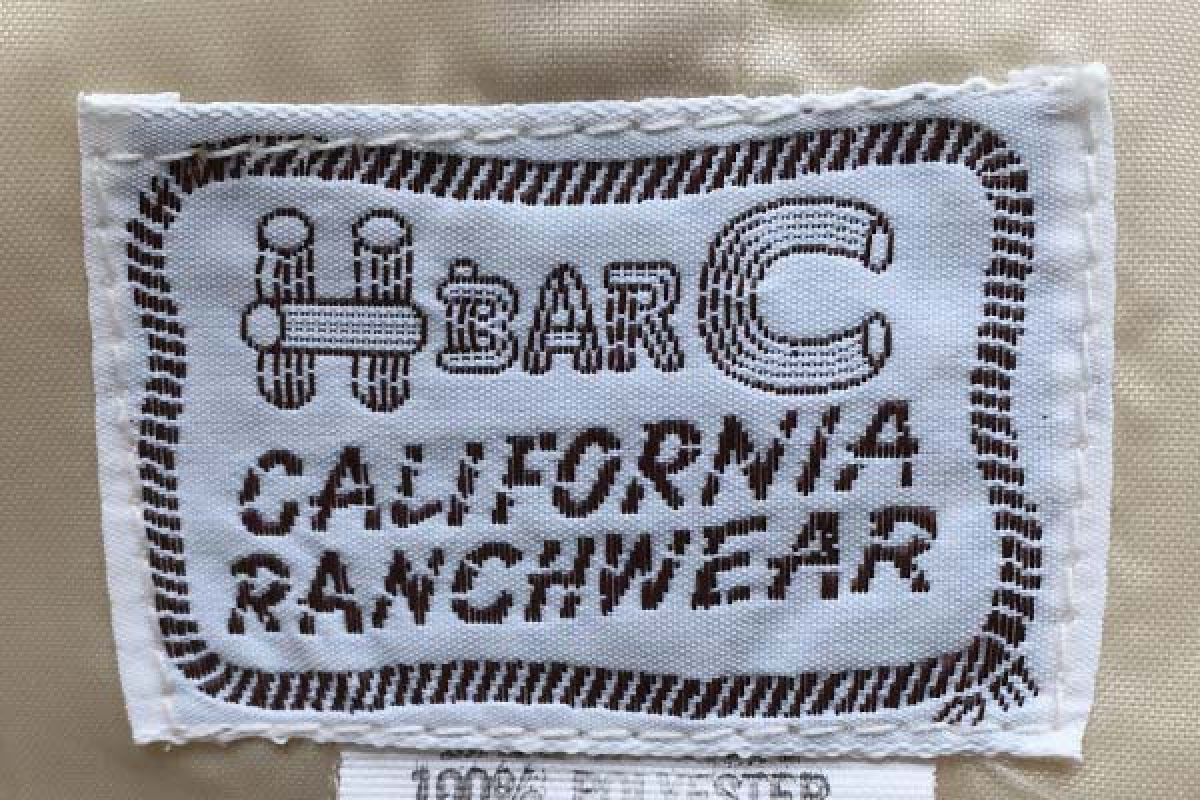 H BAR C
CALIFORNIA
RANCHWEAR
100% POLYESTER